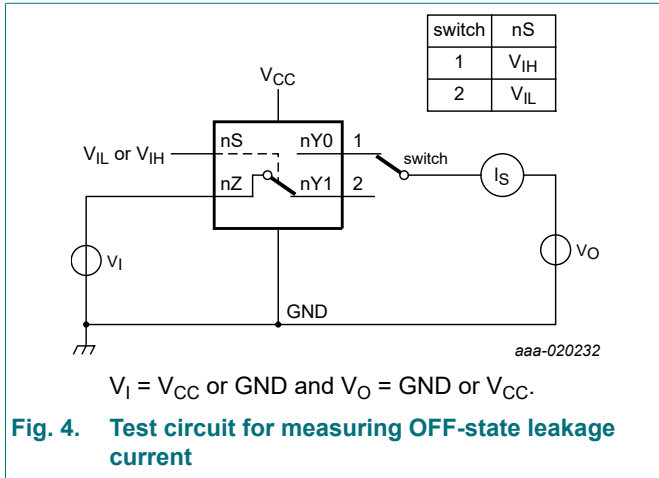 switch nS
1 VIH
2 VIL
VCC
VIL or VIH
nS nY0 1
switch
nZ nY1 2
IS
VI
VO
GND
aaa-020232
VI = VCC or GND and VO = GND or VCC.
Fig. 4. Test circuit for measuring OFF-state leakage
current